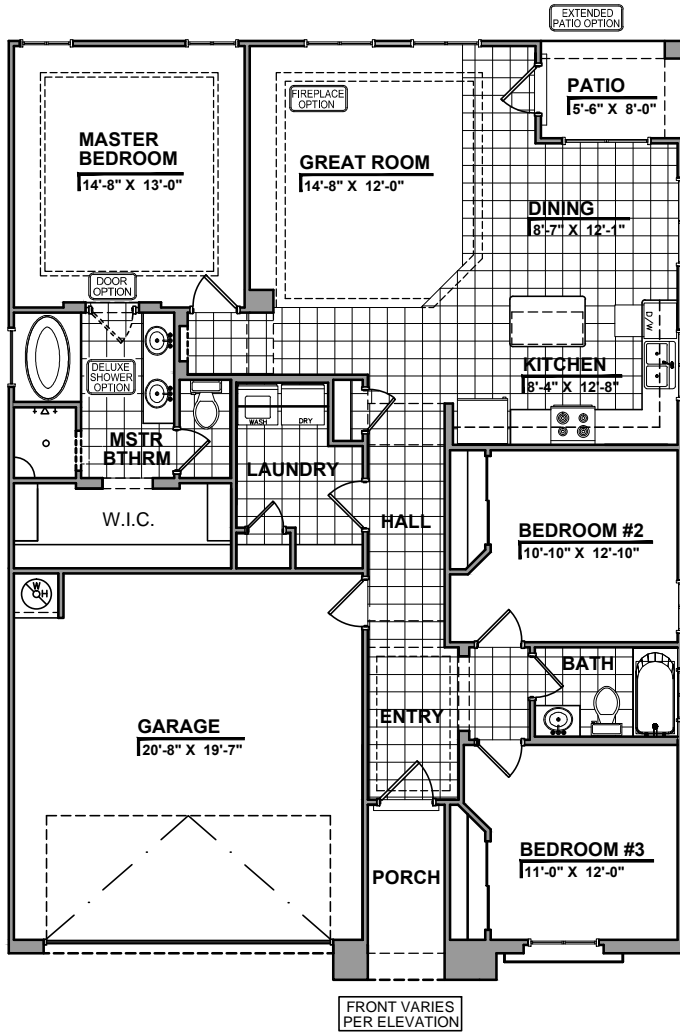 EXTENDED
PATIO OPTION
PATIO
5'-6" X 8'-0"
FIREPLACE
OPTION
MASTER
BEDROOM
14'-8" X 13'-0"
GREAT ROOM
14'-8" X 12'-0"
DINING
8'-7" X 12'-1"
DOOR
OPTION
D/W
DELUXE
SHOWER
OPTION
KITCHEN
8'-4" X 12'-8"
WASH
DRY
MSTR
BTHRM
LAUNDRY
W.I.C.
HALL
BEDROOM #2
10'-10" X 12'-10"
W
H
BATH
ENTRY
GARAGE
20'-8" X 19'-7"
PORCH
BEDROOM #3
11'-0" X 12'-0"
FRONT VARIES
PER ELEVATION